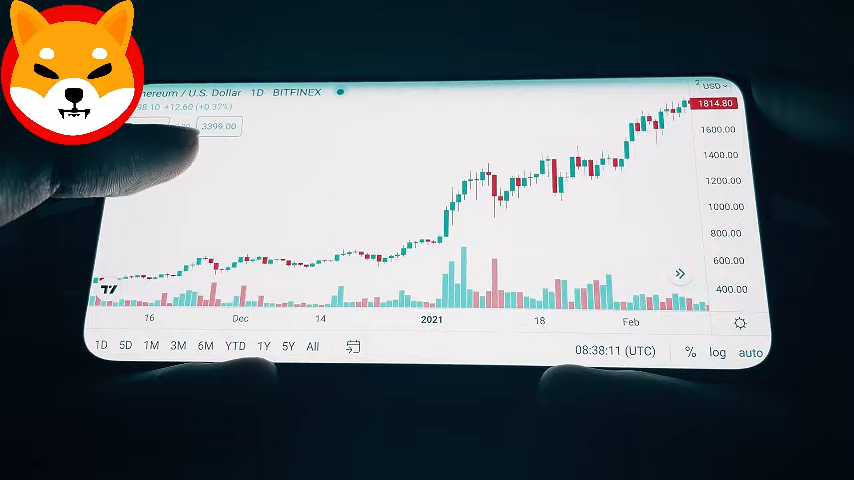 hereum / U.S. Dollar 1D BITFINEX
USD
98.10 +12.60 (+0.37%)
1814.80
3399.00
1600.00
1400.00
1200.00
1000.00
800.00
600.00
400.00
16 Dec 14 2021 18 Feb
1D 5D 1M 3M 6M YTD 1Y 5Y All 08:38:11 (UTC) % log auto